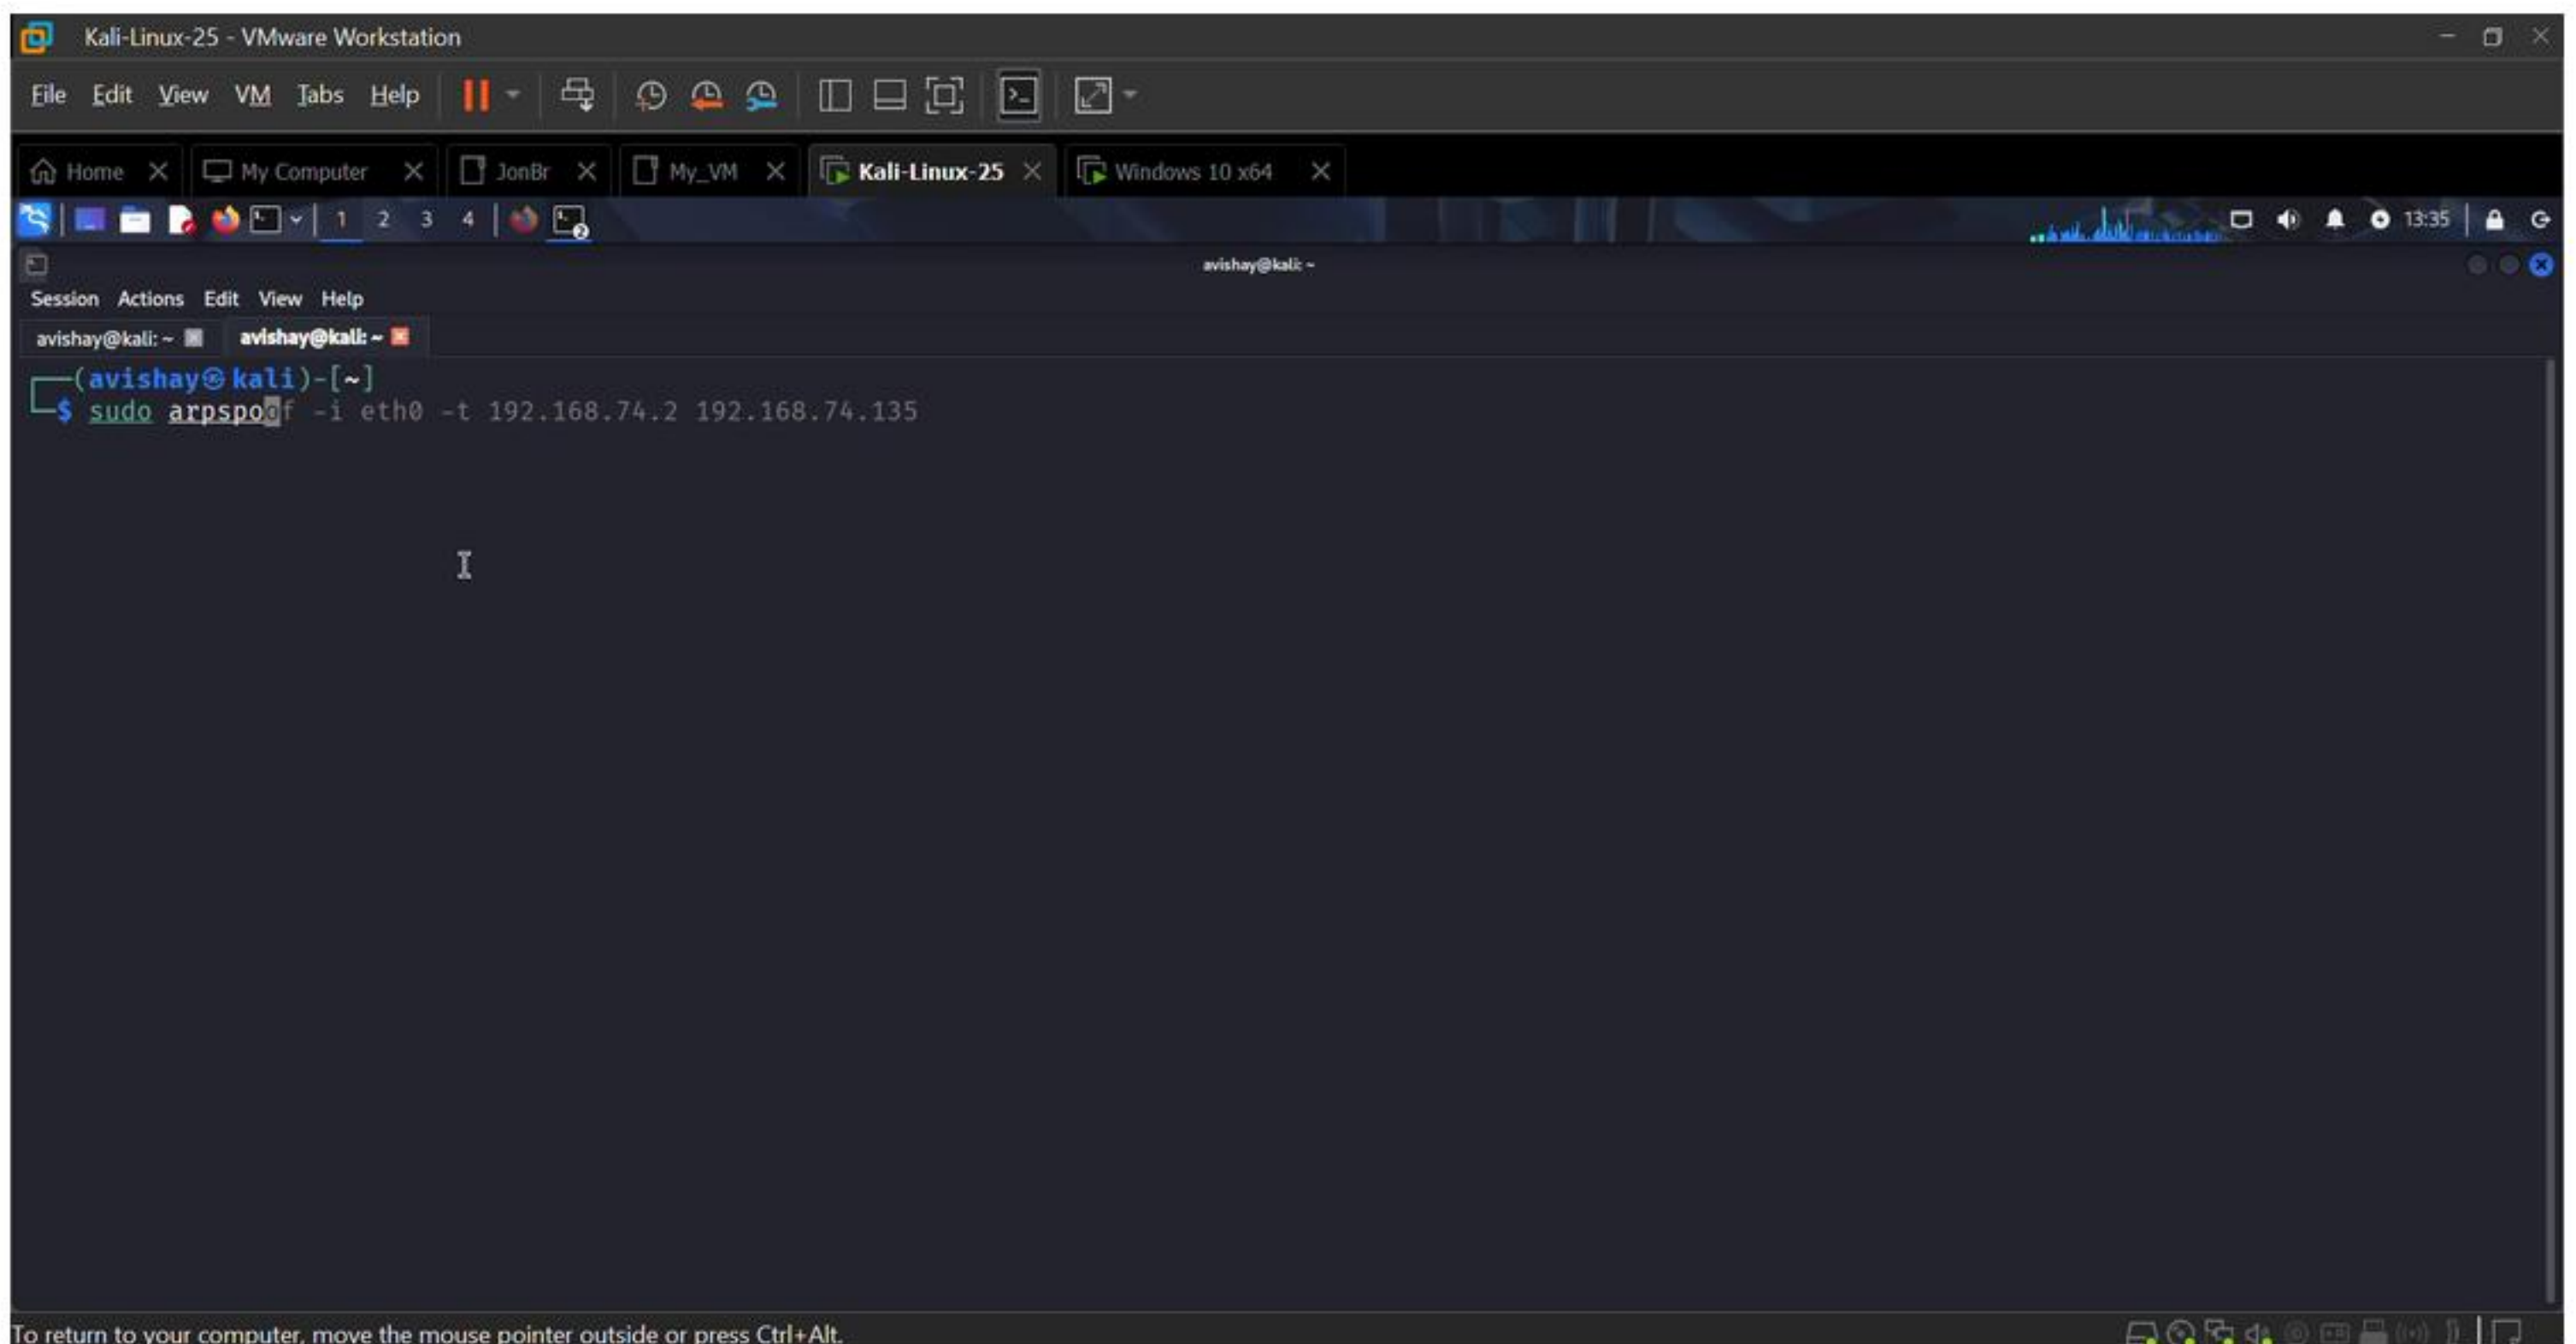 Kali-Linux-25 - VMware Workstation
File Edit View VM Tabs Help
Home My Computer JonBr My_VM Kali-Linux-25 Windows 10 x64
1 2 3 4 2 13:35
avishay@kali: ~
Session Actions Edit View Help
avishay@kali: ~ avishay@kali: ~
(avishay㉿kali)-[~]
$ sudo arpspoof -i eth0 -t 192.168.74.2 192.168.74.135
To return to your computer, move the mouse pointer outside or press Ctrl+Alt.